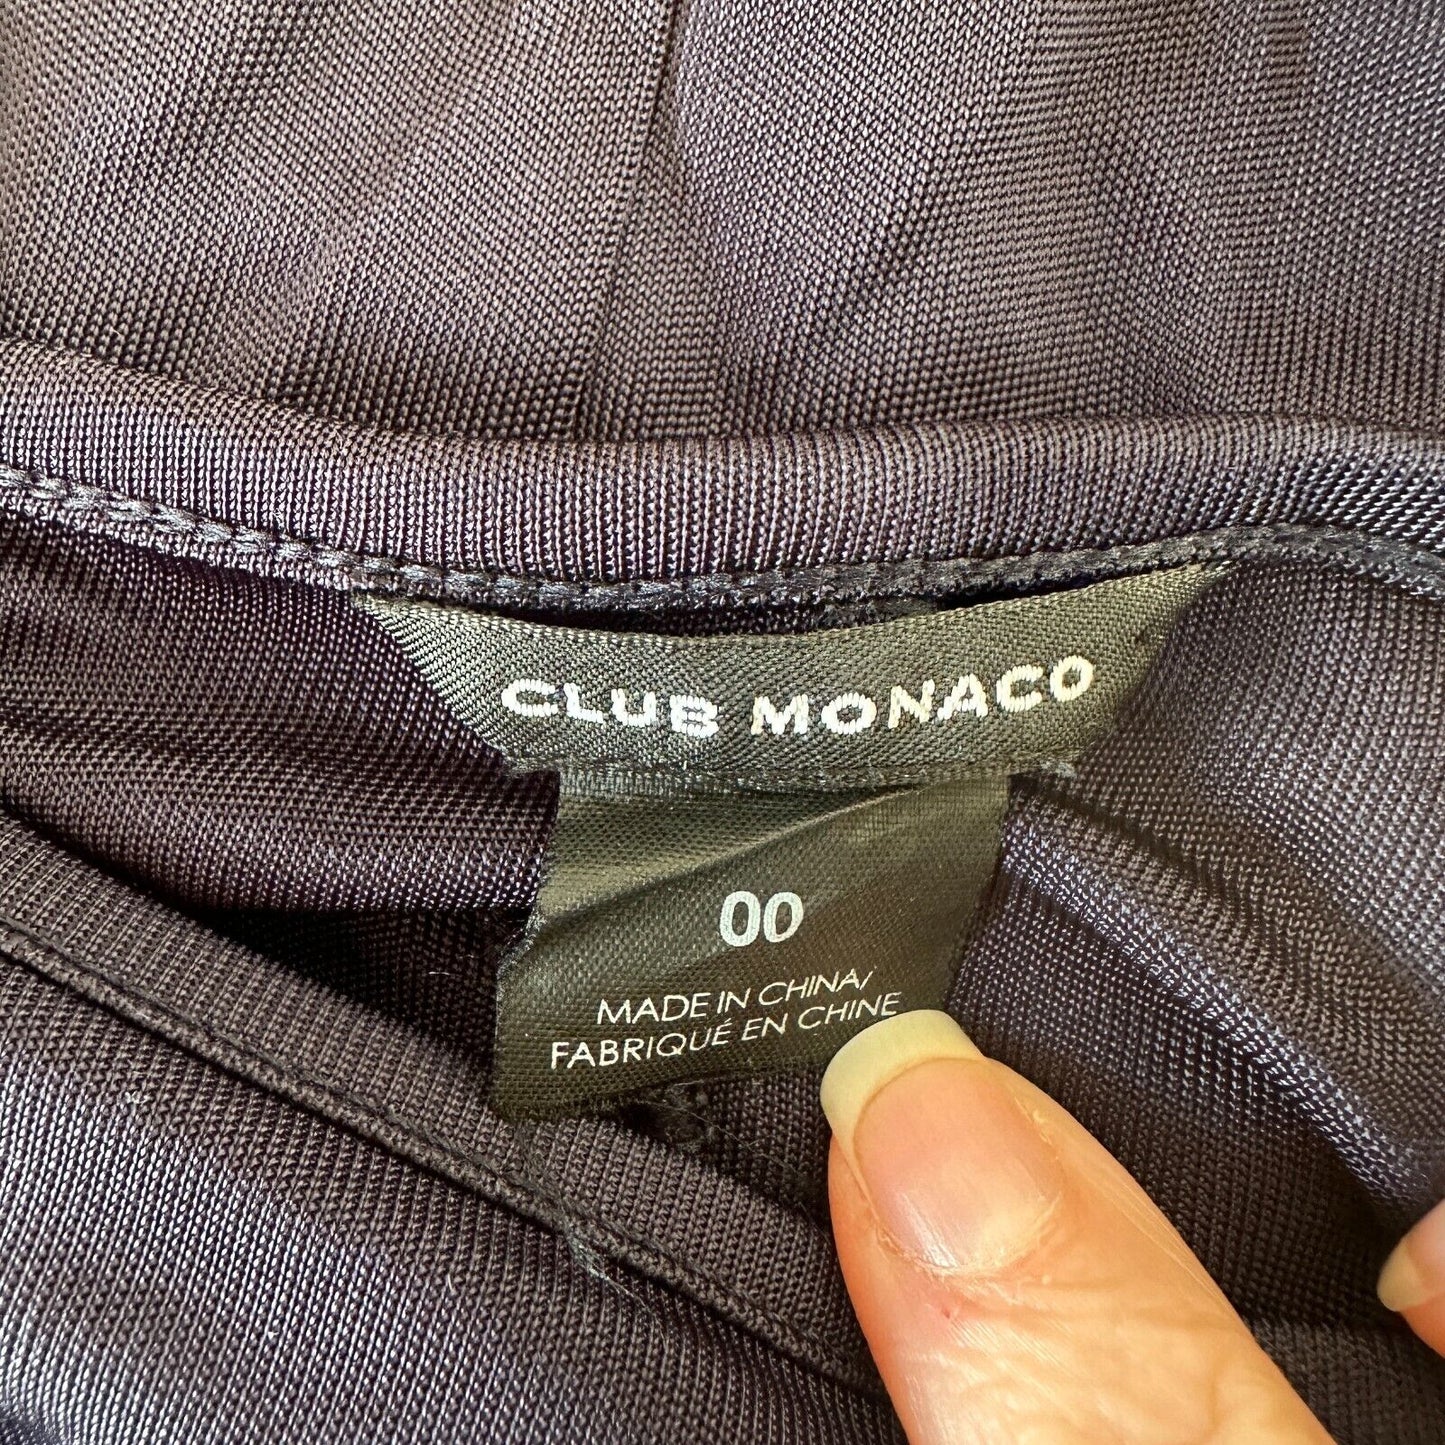 CLUB MONACO
00
MADE IN CHINA/
FABRIQUÉ EN CHINE